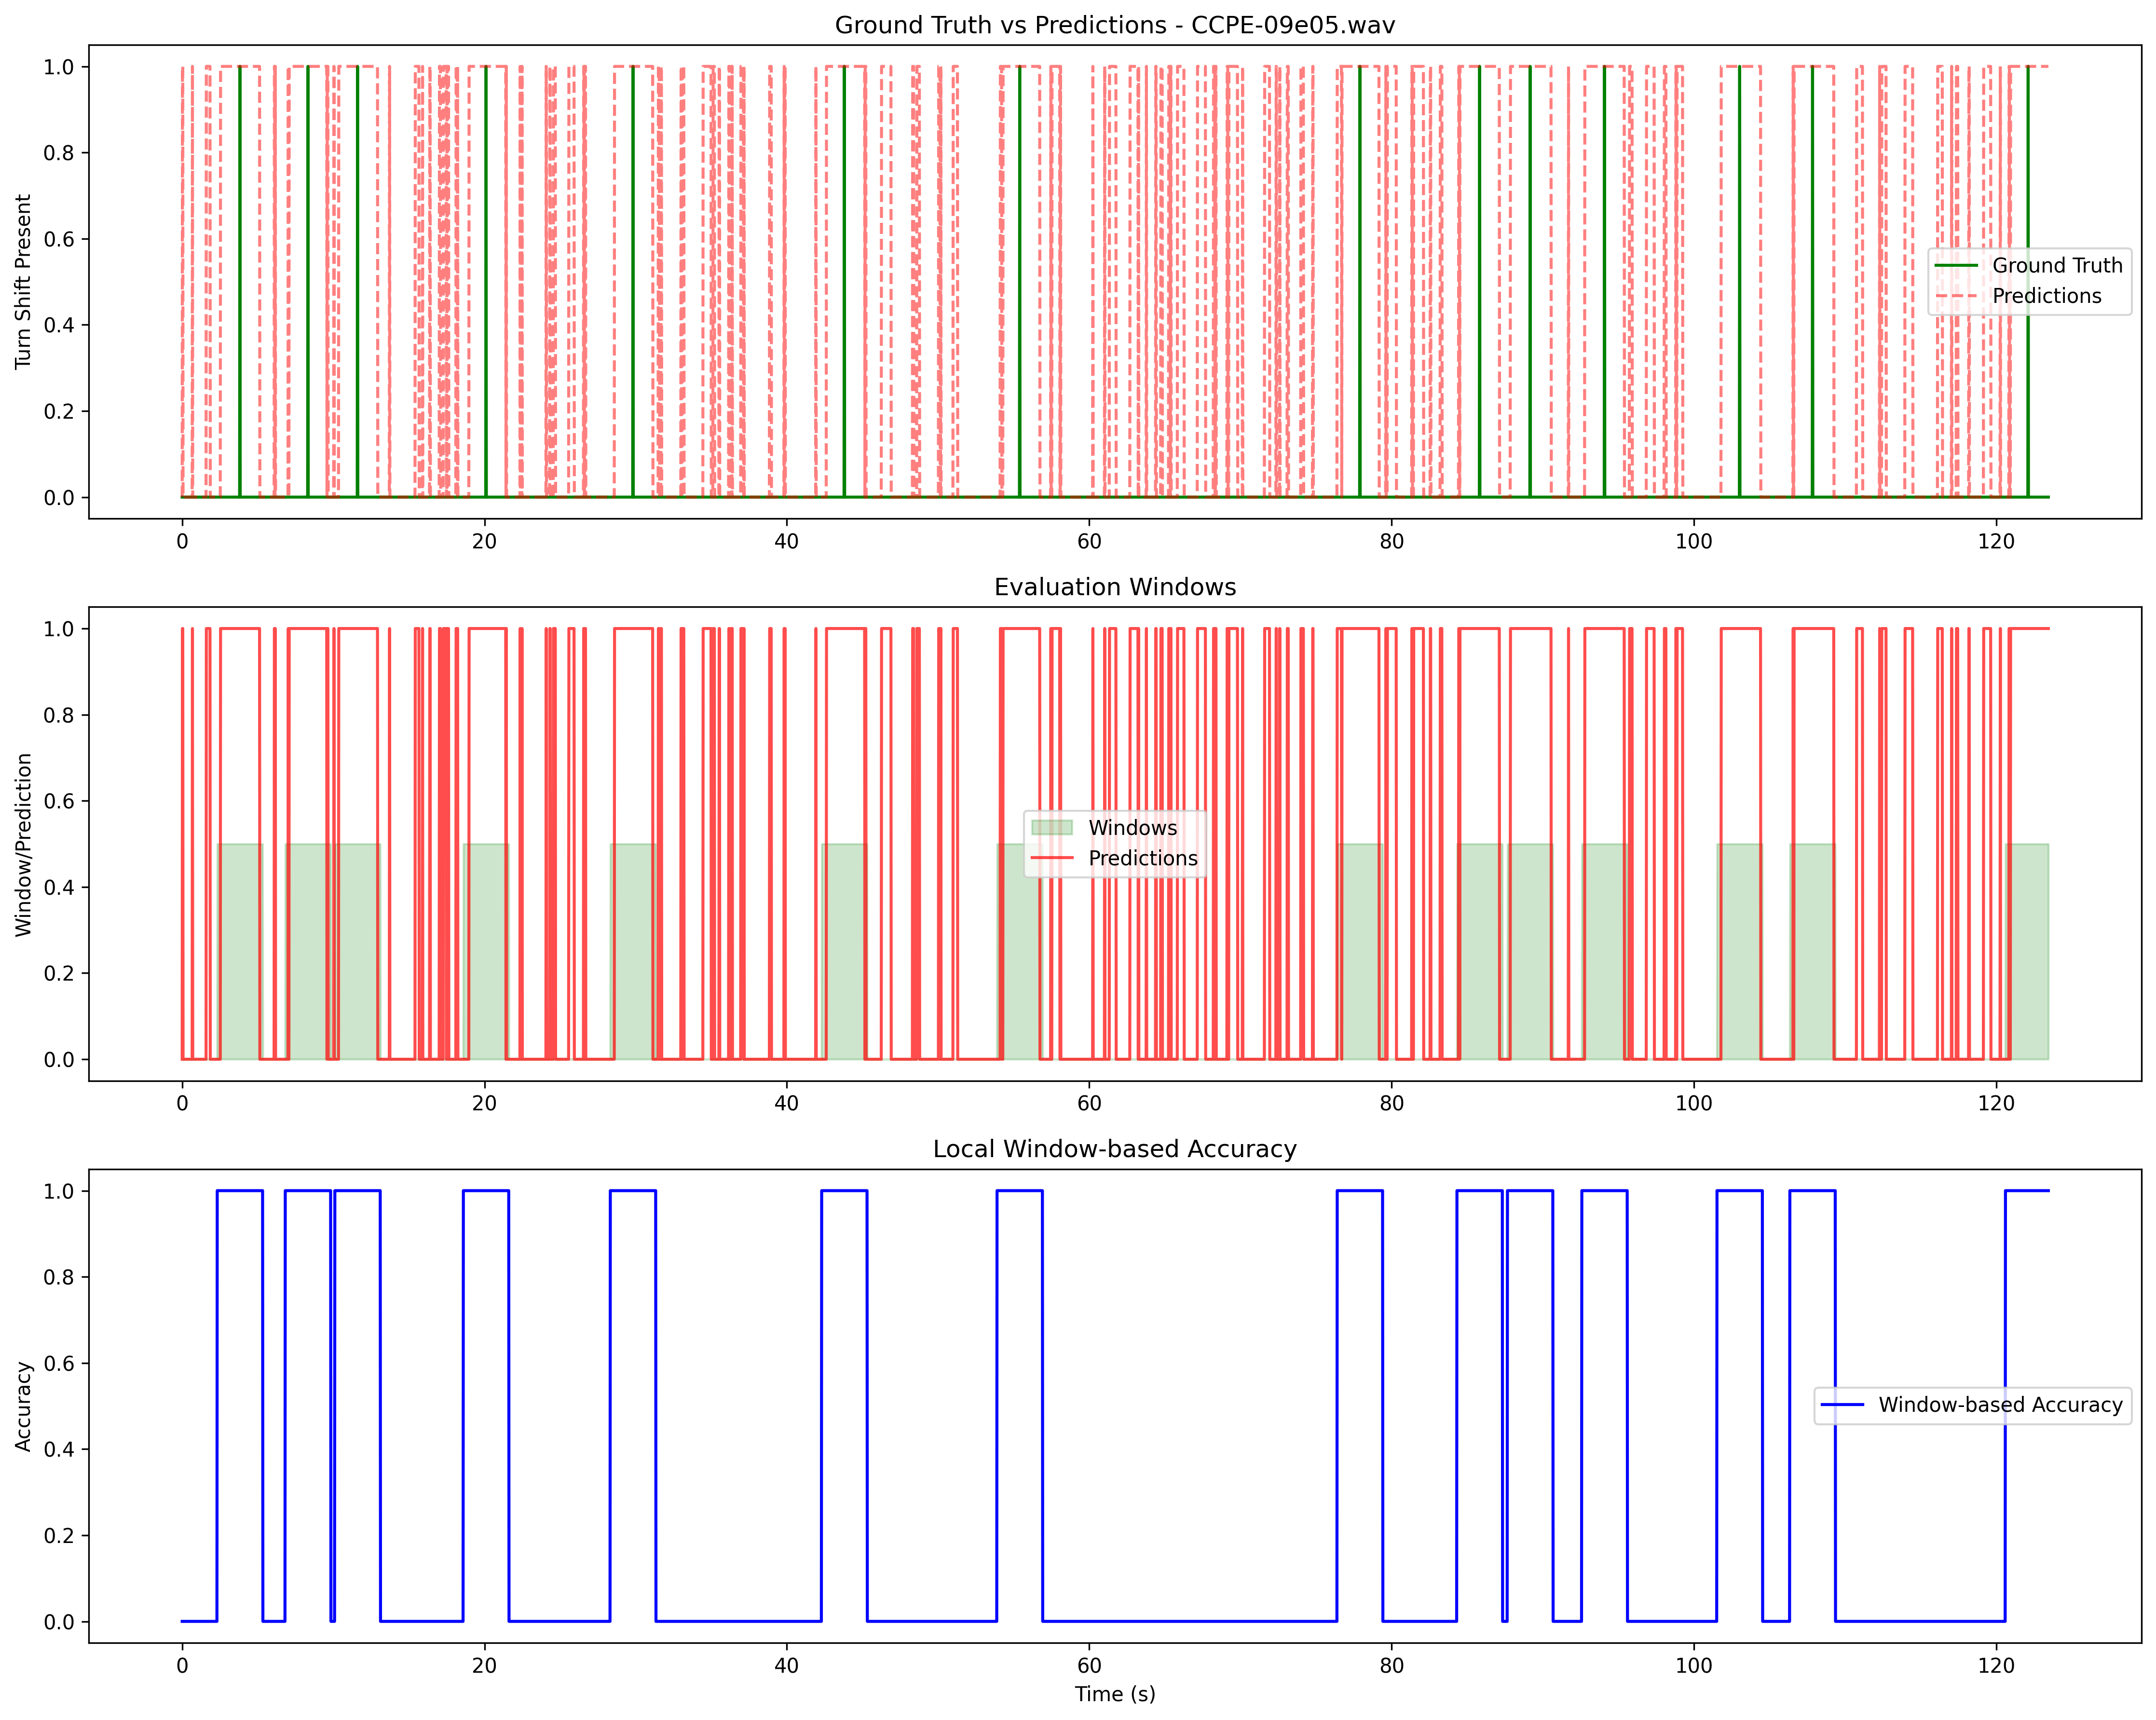 Ground Truth vs Predictions - CCPE-09e05.wav
Turn Shift Present
1.0
0.8
0.6
0.4
0.2
0.0
Ground Truth
Predictions
0 20 40 60 80 100 120
Evaluation Windows
Window/Prediction
1.0
0.8
0.6
0.4
0.2
0.0
Windows
Predictions
0 20 40 60 80 100 120
Local Window-based Accuracy
Accuracy
1.0
0.8
0.6
0.4
0.2
0.0
Window-based Accuracy
0 20 40 60 80 100 120
Time (s)